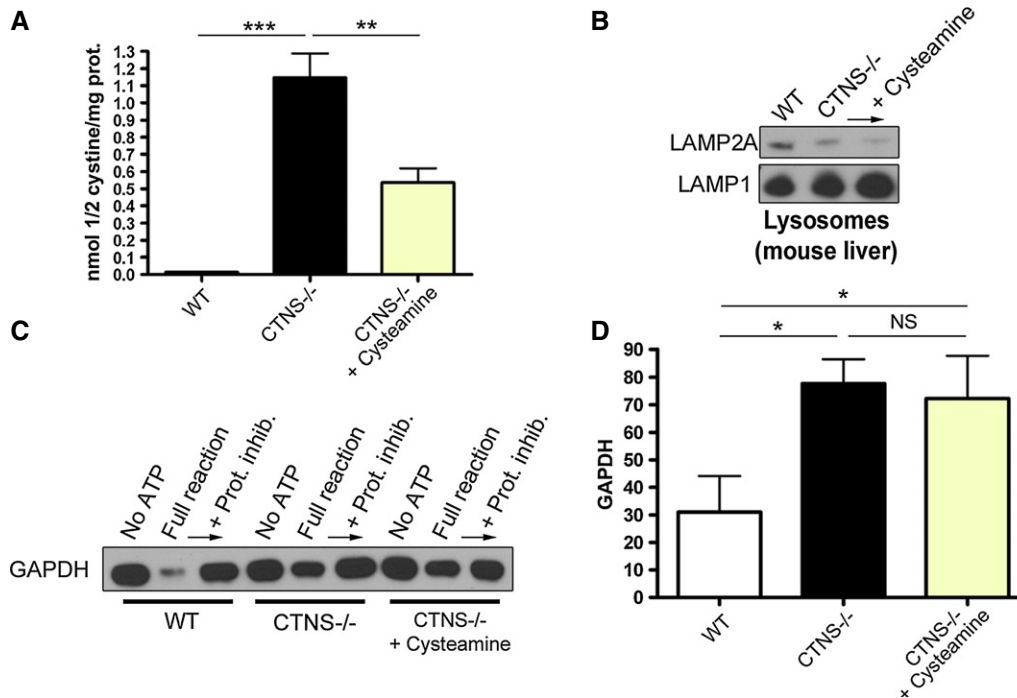 A
*** **
nmol 1/2 cystine/mg prot.
1.3
1.2
1.1
1.0
0.9
0.8
0.7
0.6
0.5
0.4
0.3
0.2
0.1
0.0
WT
CTNS-/-
CTNS-/-
+ Cysteamine
B
WT
CTNS-/-
+ Cysteamine
LAMP2A
LAMP1
Lysosomes
(mouse liver)
C
No ATP
Full reaction
+ Prot. inhib.
No ATP
Full reaction
+ Prot. inhib.
No ATP
Full reaction
+ Prot. inhib.
GAPDH
WT
CTNS-/-
CTNS-/-
+ Cysteamine
D
*
* NS
GAPDH
90
80
70
60
50
40
30
20
10
0
WT
CTNS-/-
CTNS-/-
+ Cysteamine